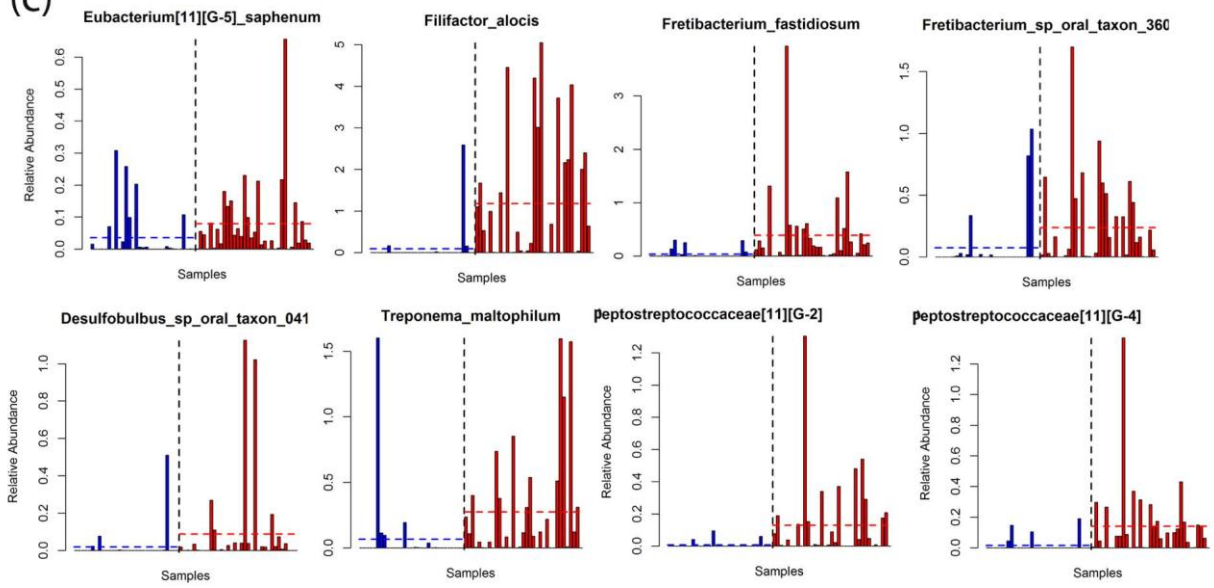 (c)
Eubacterium[11][G-5]_saphenum
Filifactor_alocis
Fretibacterium_fastidiosum
Fretibacterium_sp_oral_taxon_360
Relative Abundance
0.0 0.1 0.2 0.3 0.4 0.5 0.6
0 1 2 3 4 5
0 1 2 3
0.0 0.5 1.0 1.5
Samples
Samples
Samples
Samples
Desulfobulbus_sp_oral_taxon_041
Treponema_maltophilum
peptostreptococcaceae[11][G-2]
peptostreptococcaceae[11][G-4]
Relative Abundance
0.0 0.2 0.4 0.6 0.8 1.0
0.0 0.5 1.0 1.5
Relative Abundance
0.0 0.2 0.4 0.6 0.8 1.0 1.2
Relative Abundance
0.0 0.2 0.4 0.6 0.8 1.0 1.2
Samples
Samples
Samples
Samples